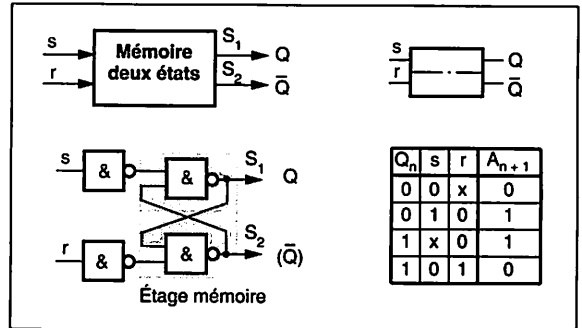 s
r
Mémoire
deux états
S₁
Q
S₂
Q̄
s
r
Q
Q̄
s
&
&
S₁
Q
r
&
&
S₂
(Q̄)
Étage mémoire
Qₙ s r Aₙ ₊ ₁
0 0 x 0
0 1 0 1
1 x 0 1
1 0 1 0